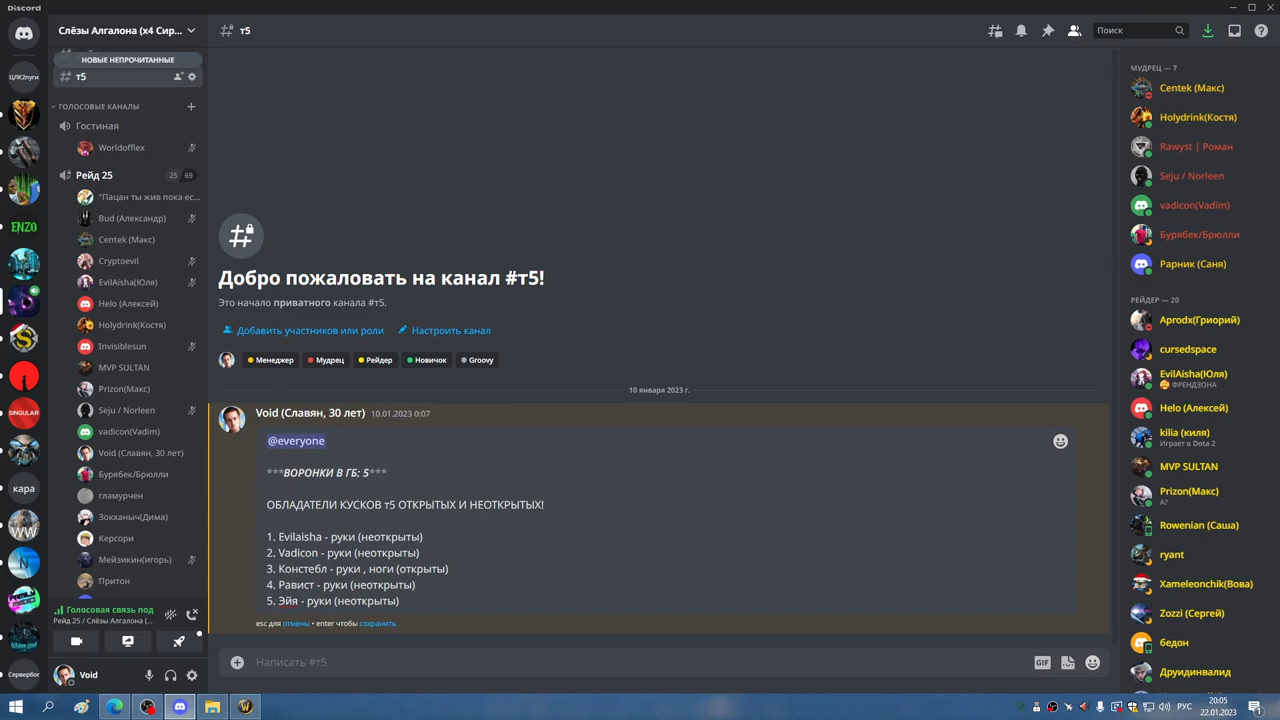 Discord
Слёзы Алгалона (x4 Сир...
НОВЫЕ НЕПРОЧИТАННЫЕ
т5
ГОЛОСОВЫЕ КАНАЛЫ
Гостиная
Worldofflex
Рейд 25
25 69
"Пацан ты жив пока ес...
Bud (Александр)
Centek (Макс)
Cryptoevil
EvilAisha(Юля)
Helo (Алексей)
Holydrink(Костя)
Invisiblesun
MVP SULTAN
Prizon(Макс)
Seju / Norleen
vadicon(Vadim)
Void (Славян, 30 лет)
Бурябек/Брюлли
гламурчен
Зокханыч(Дима)
Керсори
Мейзикин(игорь)
Притон
Голосовая связь под
Рейд 25 / Слёзы Алгалона (...
Void
ЦЛК2пуги
ENZO
SINGULAR
кара
WW
N
Сервербог
т5
Поиск
Добро пожаловать на канал #т5!
Это начало приватного канала #т5.
Добавить участников или роли
Настроить канал
Менеджер
Мудрец
Рейдер
Новичок
Groovy
10 января 2023 г.
Void (Славян, 30 лет) 10.01.2023 0:07
@everyone
***ВОРОНКИ В ГБ: 5***
ОБЛАДАТЕЛИ КУСКОВ т5 ОТКРЫТЫХ И НЕОТКРЫТЫХ!
1. Evilaisha - руки (неоткрыты)
2. Vadicon - руки (неоткрыты)
3. Констебл - руки , ноги (открыты)
4. Равист - руки (неоткрыты)
5. Эйя - руки (неоткрыты)
esc для отмены • enter чтобы сохранить
Написать #т5
GIF
МУДРЕЦ — 7
Centek (Макс)
Holydrink(Костя)
Rawyst | Роман
Seju / Norleen
vadicon(Vadim)
Бурябек/Брюлли
Рарник (Саня)
РЕЙДЕР — 20
Aprodx(Гриорий)
cursedspace
EvilAisha(Юля)
ФРЕНДЗОНА
Helo (Алексей)
kilia (киля)
Играет в Dota 2
MVP SULTAN
Prizon(Макс)
А?
Rowenian (Саша)
ryant
Xameleonchik(Вова)
Zozzi (Сергей)
бедон
Друидинвалид
РУС
20:05
22.01.2023